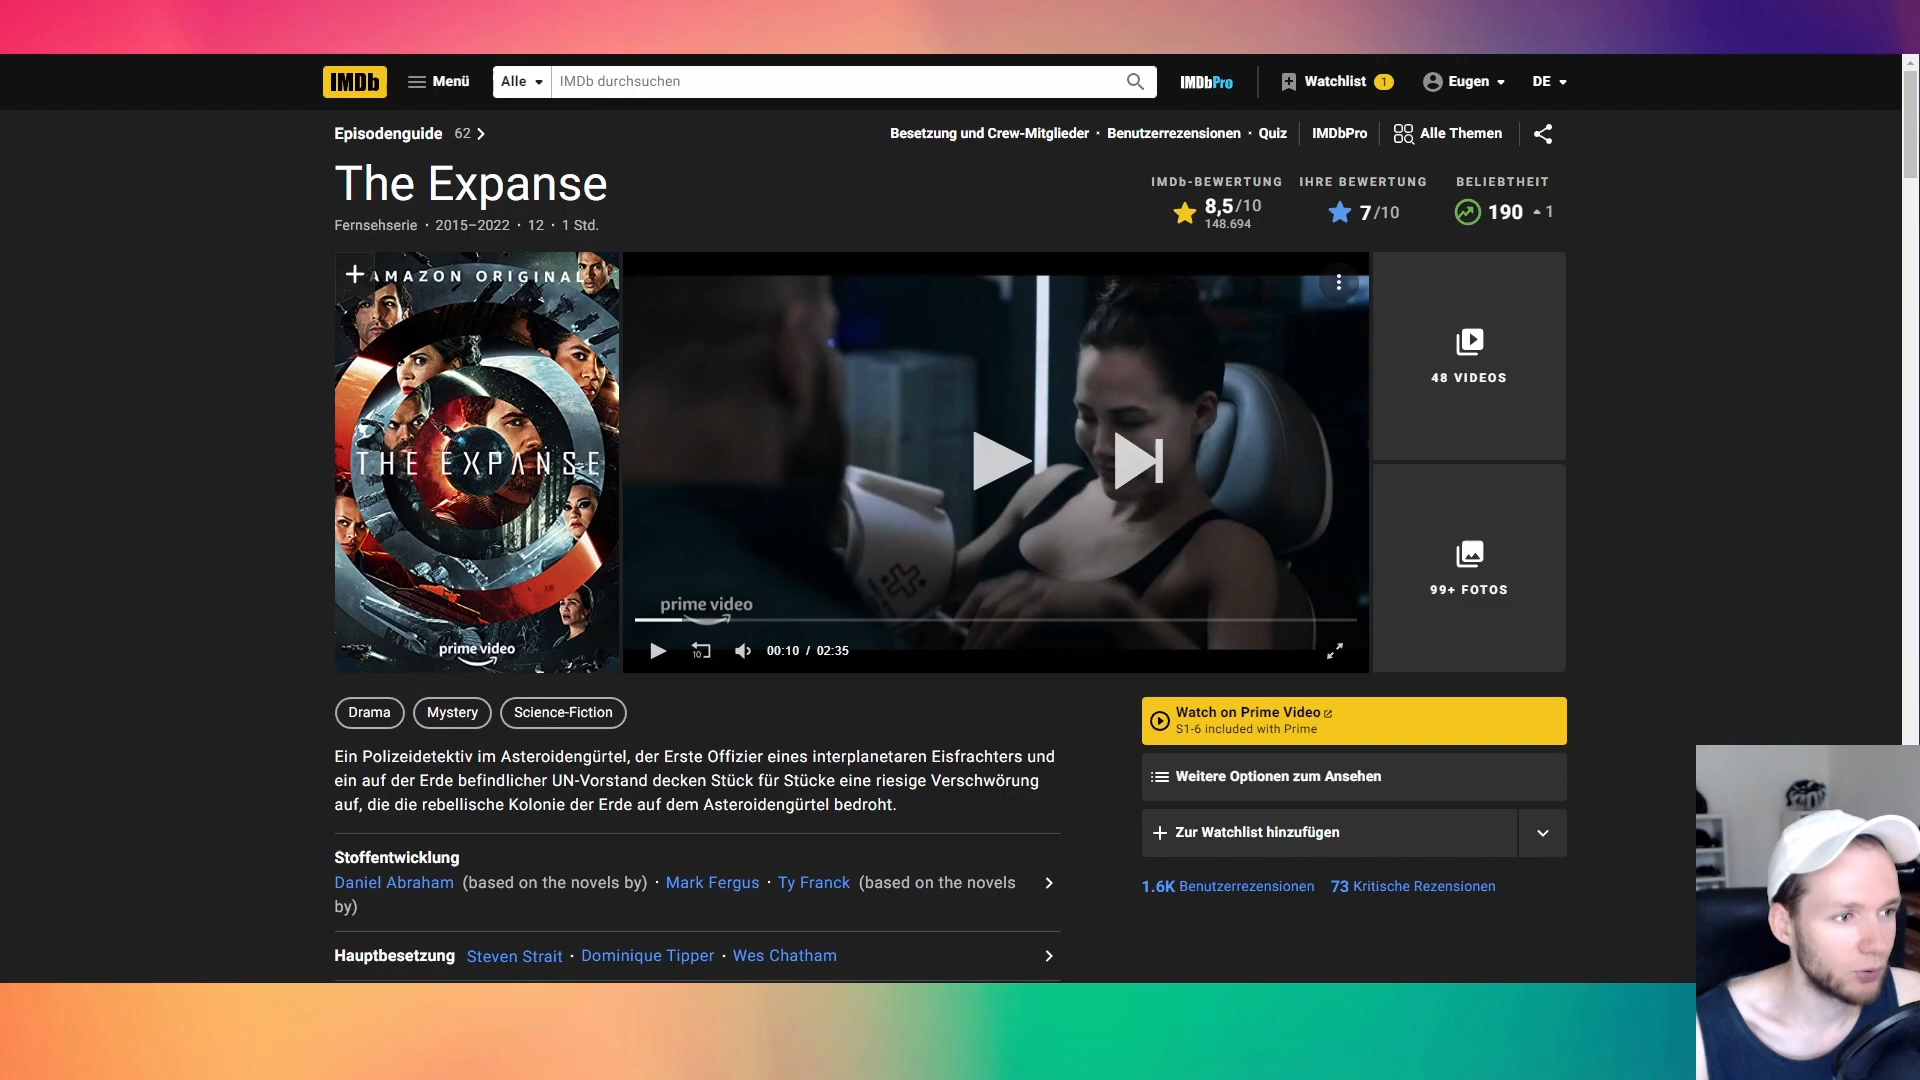 IMDb
Menü
Alle
IMDb durchsuchen
IMDbPro
Watchlist 1
Eugen
DE
Episodenguide 62
Besetzung und Crew-Mitglieder · Benutzerrezensionen · Quiz
IMDbPro
Alle Themen
The Expanse
Fernsehserie · 2015–2022 · 12 · 1 Std.
IMDb-BEWERTUNG
8,5/10
148.694
IHRE BEWERTUNG
7/10
BELIEBTHEIT
190 1
AMAZON ORIGINAL
THE EXPANSE
prime video
prime video
10
00:10 / 02:35
48 VIDEOS
99+ FOTOS
Drama
Mystery
Science-Fiction
Ein Polizeidetektiv im Asteroidengürtel, der Erste Offizier eines interplanetaren Eisfrachters und
ein auf der Erde befindlicher UN-Vorstand decken Stück für Stücke eine riesige Verschwörung
auf, die die rebellische Kolonie der Erde auf dem Asteroidengürtel bedroht.
Stoffentwicklung
Daniel Abraham (based on the novels by) · Mark Fergus · Ty Franck (based on the novels
by)
Hauptbesetzung Steven Strait · Dominique Tipper · Wes Chatham
Watch on Prime Video
S1-6 included with Prime
Weitere Optionen zum Ansehen
Zur Watchlist hinzufügen
1.6K Benutzerrezensionen 73 Kritische Rezensionen